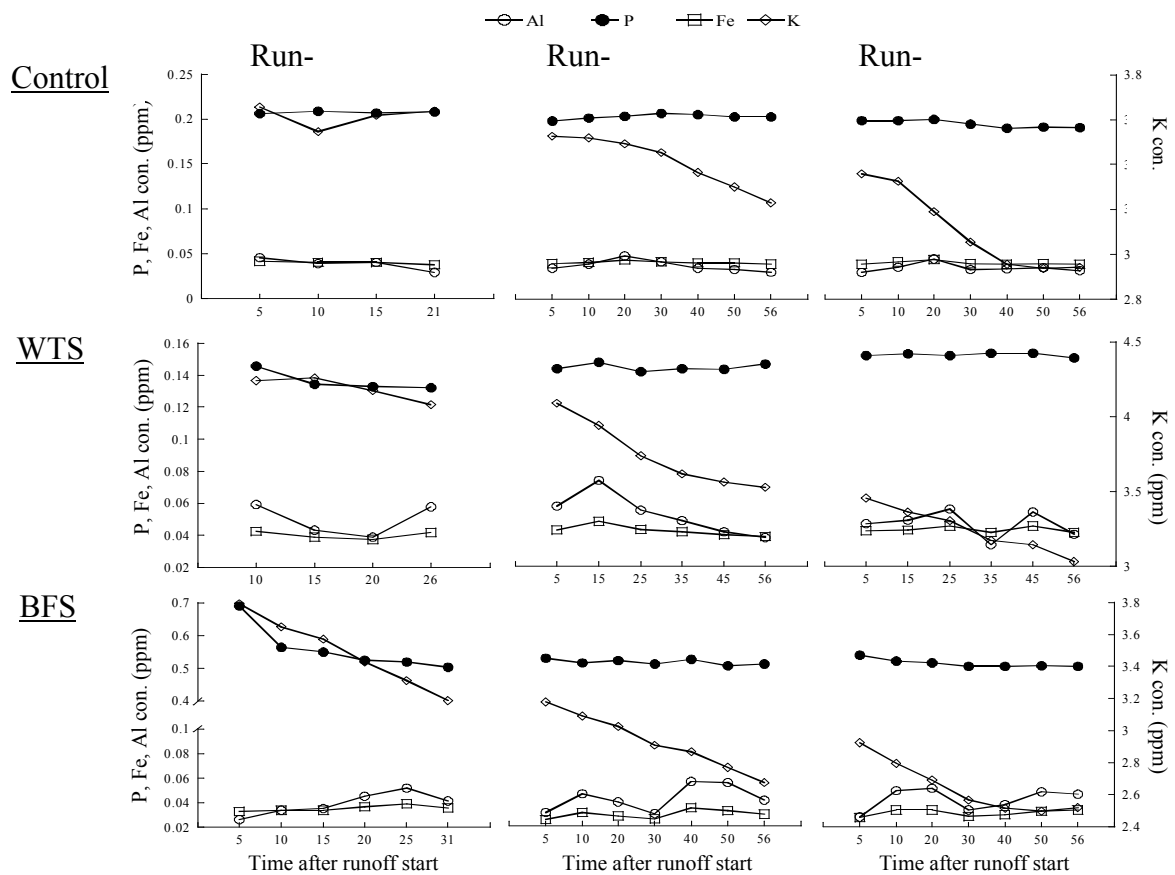 Al P Fe K
Run- Run- Run-
Control
P, Fe, Al con. (ppm)
0.25
0.2
0.15
0.1
0.05
0
3.8
3.
3.
3.
3
2.8
K con.
5 10 15 21
5 10 20 30 40 50 56
5 10 20 30 40 50 56
WTS
P, Fe, Al con. (ppm)
0.16
0.14
0.12
0.1
0.08
0.06
0.04
0.02
4.5
4
3.5
3
K con. (ppm)
10 15 20 26
5 15 25 35 45 56
5 15 25 35 45 56
BFS
P, Fe, Al con. (ppm)
0.7
0.6
0.5
0.4
0.1
0.08
0.06
0.04
0.02
3.8
3.6
3.4
3.2
3
2.8
2.6
2.4
K con. (ppm)
5 10 15 20 25 31
5 10 20 30 40 50 56
5 10 20 30 40 50 56
Time after runoff start Time after runoff start Time after runoff start